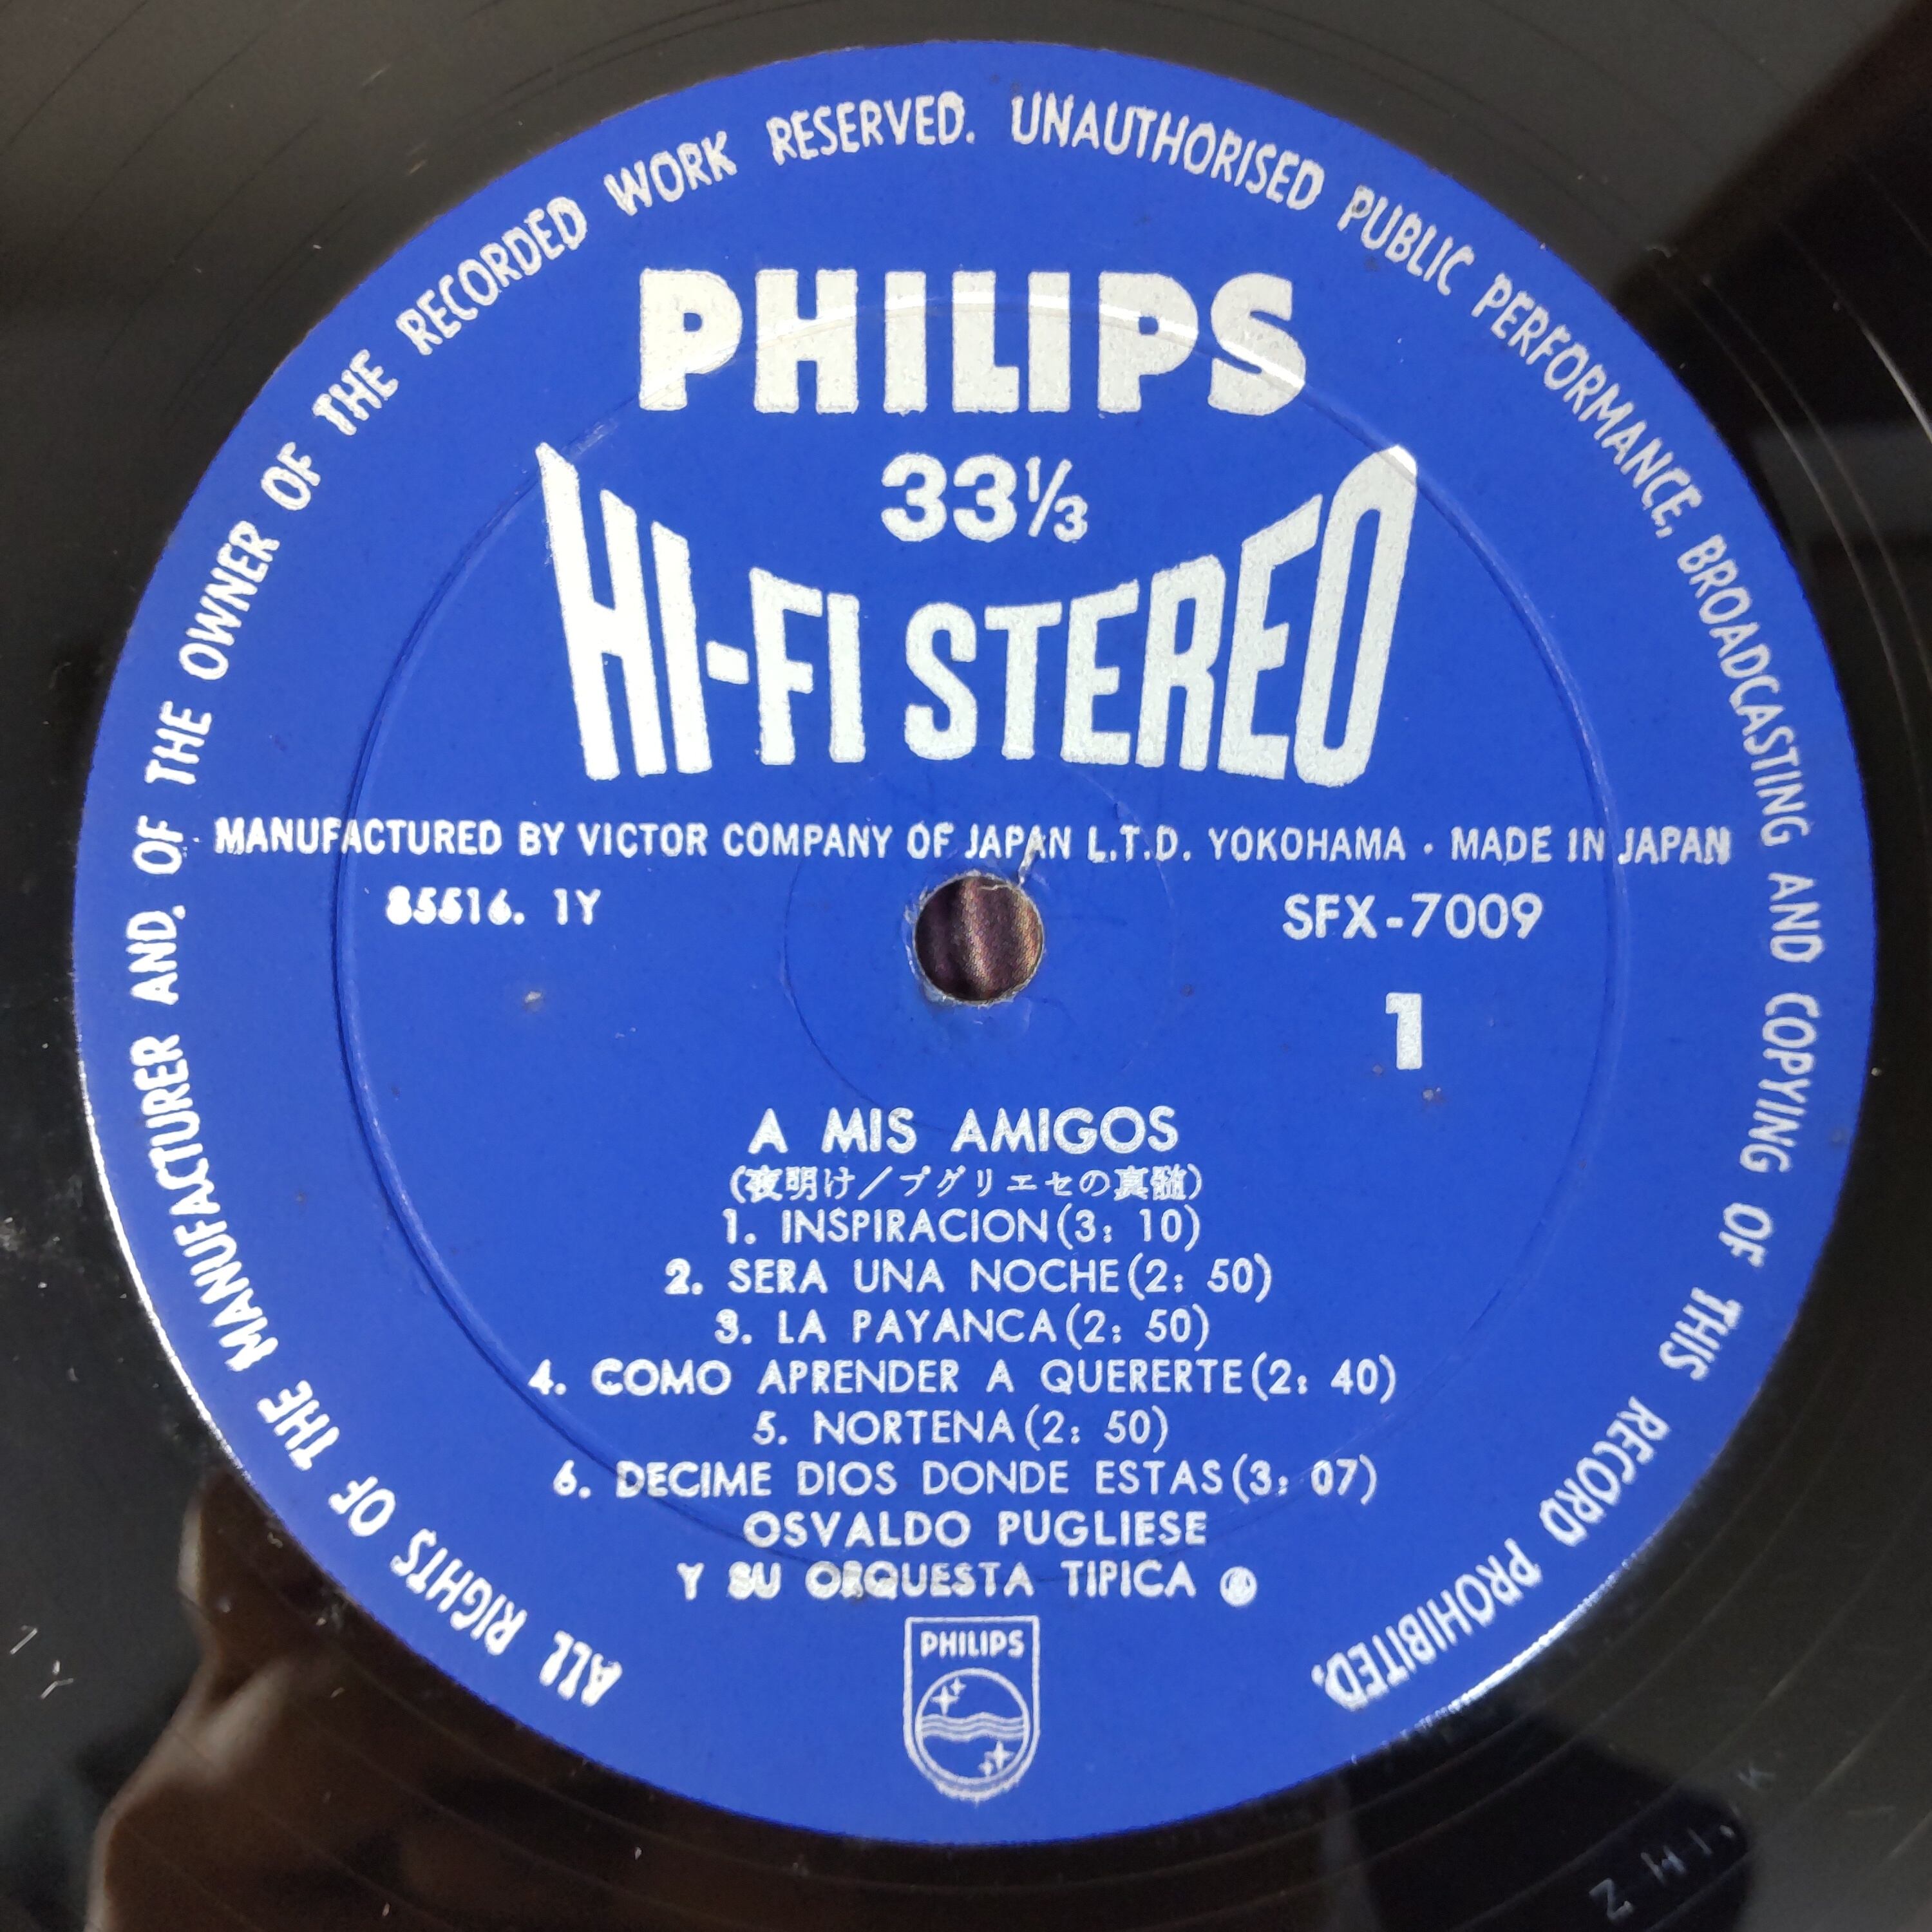 ALL RIGHTS OF THE MANUFACTURER AND. OF THE OWNER OF THE RECORDED WORK RESERVED. UNAUTHORISED PUBLIC PERFORMANCE, BROADCASTING AND COPYING OF THIS RECORD PROHIBITED.
PHILIPS
33⅓
HI-FI STEREO
MANUFACTURED BY VICTOR COMPANY OF JAPAN L.T.D. YOKOHAMA · MADE IN JAPAN
85516. 1Y SFX-7009
1
A MIS AMIGOS
(夜明け/プグリエセの真髄)
1. INSPIRACION(3: 10)
2. SERA UNA NOCHE(2: 50)
3. LA PAYANCA(2: 50)
4. COMO APRENDER A QUERERTE(2: 40)
5. NORTENA(2: 50)
6. DECIME DIOS DONDE ESTAS(3: 07)
OSVALDO PUGLIESE
Y SU ORQUESTA TIPICA
PHILIPS